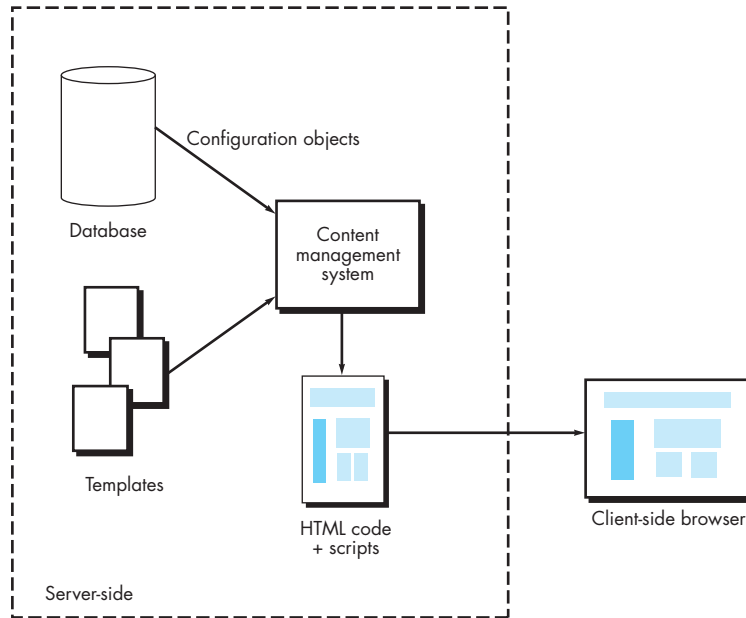 Configuration objects
Database
Content
management
system
Templates
HTML code
+ scripts
Client-side browser
Server-side